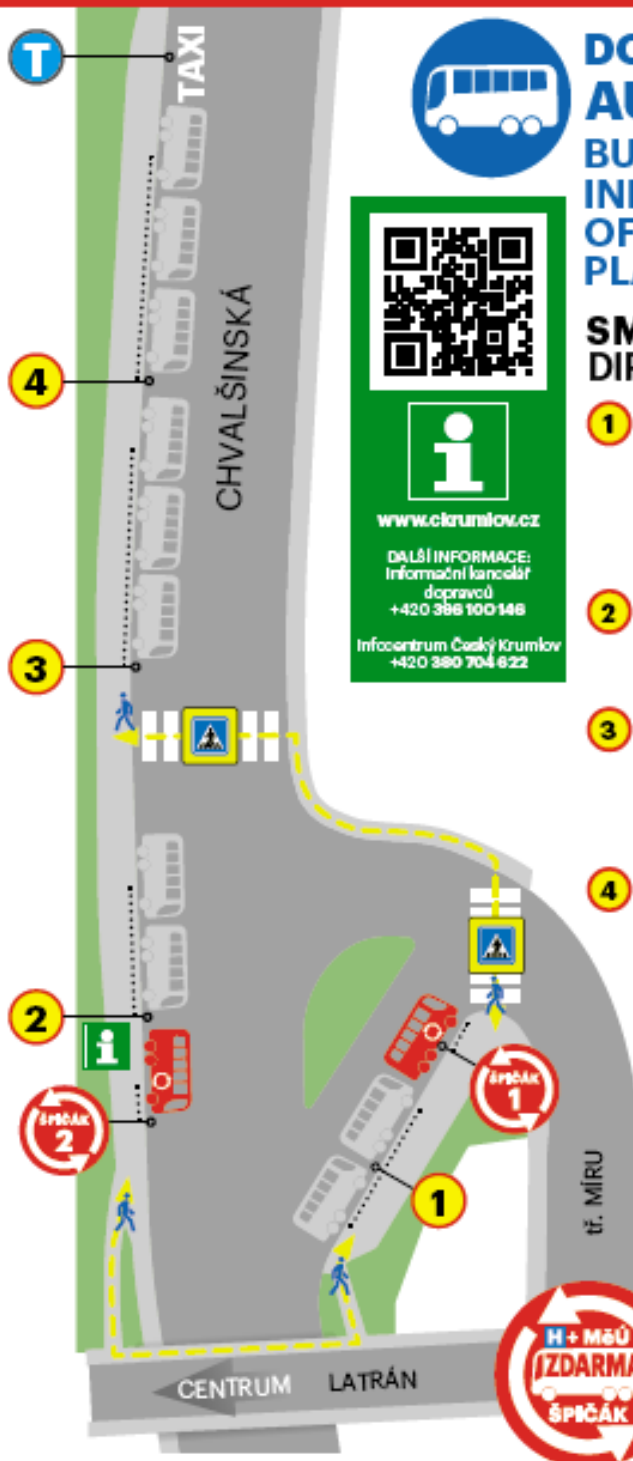 T
TAXI
CHVALŠINSKÁ
4
3
2
i
ŠPIČÁK
2
ŠPIČÁK
1
1
tř. MÍRU
CENTRUM LATRÁN
H + MěÚ
ZDARMA
ŠPIČÁK
i
www.ckrumlov.cz
DALŠÍ INFORMACE:
Informační kancelář
dopravců
+420 386 100 146
Infocentrum Český Krumlov
+420 380 704 622
DO
AU
BU
IN
OF
PLA
SM
DIR
1
2
3
4